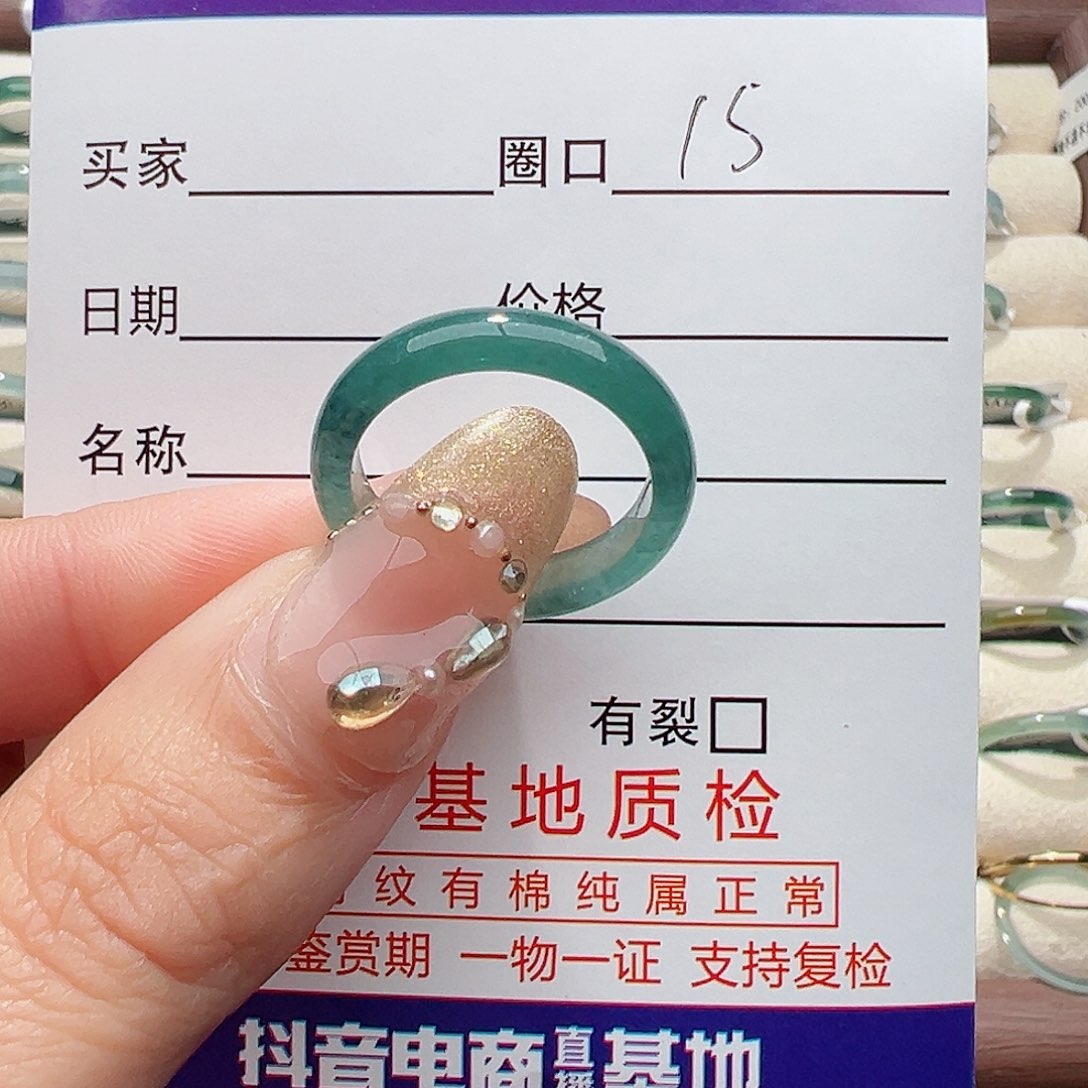 买家 圈口 15
日期 价格
名称
有裂
基地质检
纹有棉纯属正常
鉴赏期 一物一证 支持复检
抖音电商直播基地